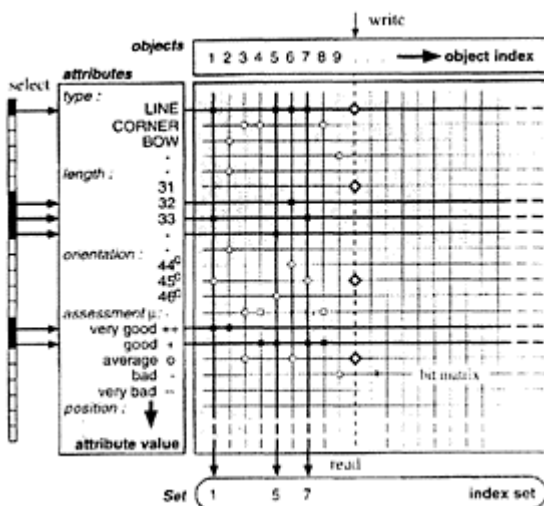 write
objects 1 2 3 4 5 6 7 8 9 . . . object index
select
attributes
type :
LINE
CORNER
BOW
.
length :
31
32
33
.
orientation :
44°
45°
46°
assessment μ: -
very good ++
good +
average o
bad -
very bad --
bit matrix
position :
attribute value
read
Set 1 5 7 index set